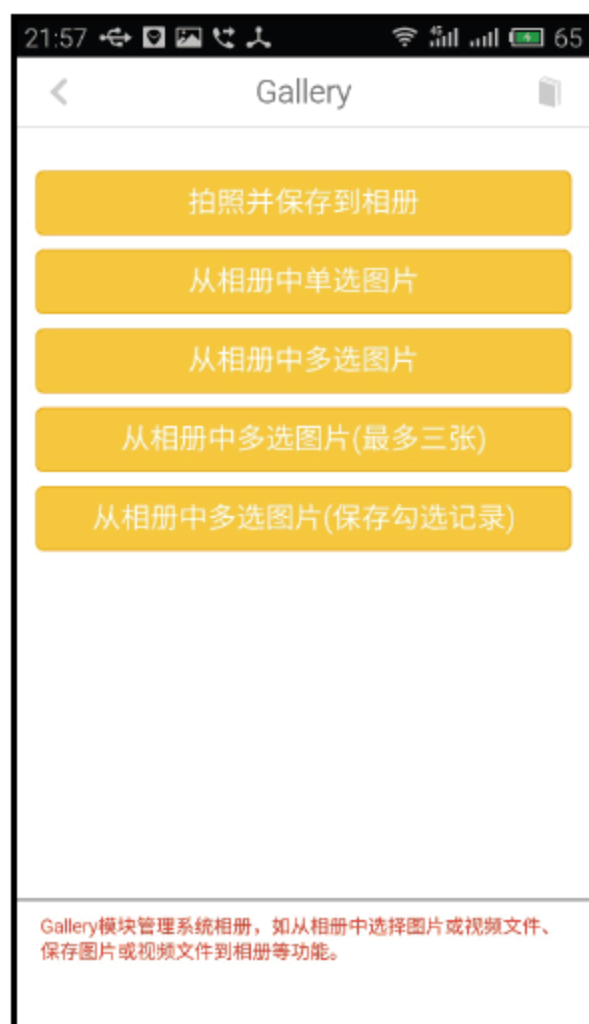 21:57
65
Gallery
拍照并保存到相册
从相册中单选图片
从相册中多选图片
从相册中多选图片(最多三张)
从相册中多选图片(保存勾选记录)
Gallery模块管理系统相册，如从相册中选择图片或视频文件、
保存图片或视频文件到相册等功能。